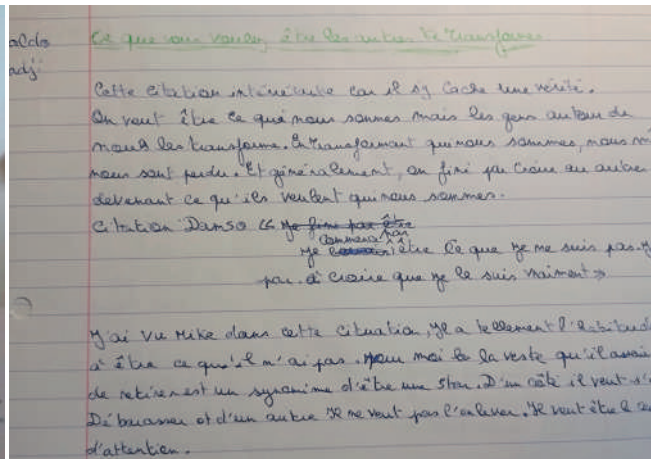 aldo
adji
Ce que vous voulez être les autres te transforme
Cette citation car il s'y cache une vérité.
On veut être ce que nous sommes mais les gens autour de
nous les transforme. En transformant qui nous sommes, nous
nous sont perdu. Et généralement, on fini par croire au autre
devenant ce qu'ils veulent qui nous sommes.
Citation Damso << Je fini par être
commence par
Je être ce que je ne suis pas. J
par à croire que je le suis vraiment >>
J'ai vu Mike dans cette situation, Il a tellement l'habitude
à être ce qu'il n'ai pas. Pour moi la veste qu'il avait
de retirer est un synonime d'être une star. D'un côté il veut s'
Débarasser et d'un autre Il ne veut pas l'enlever. Il veut être le
d'attention.